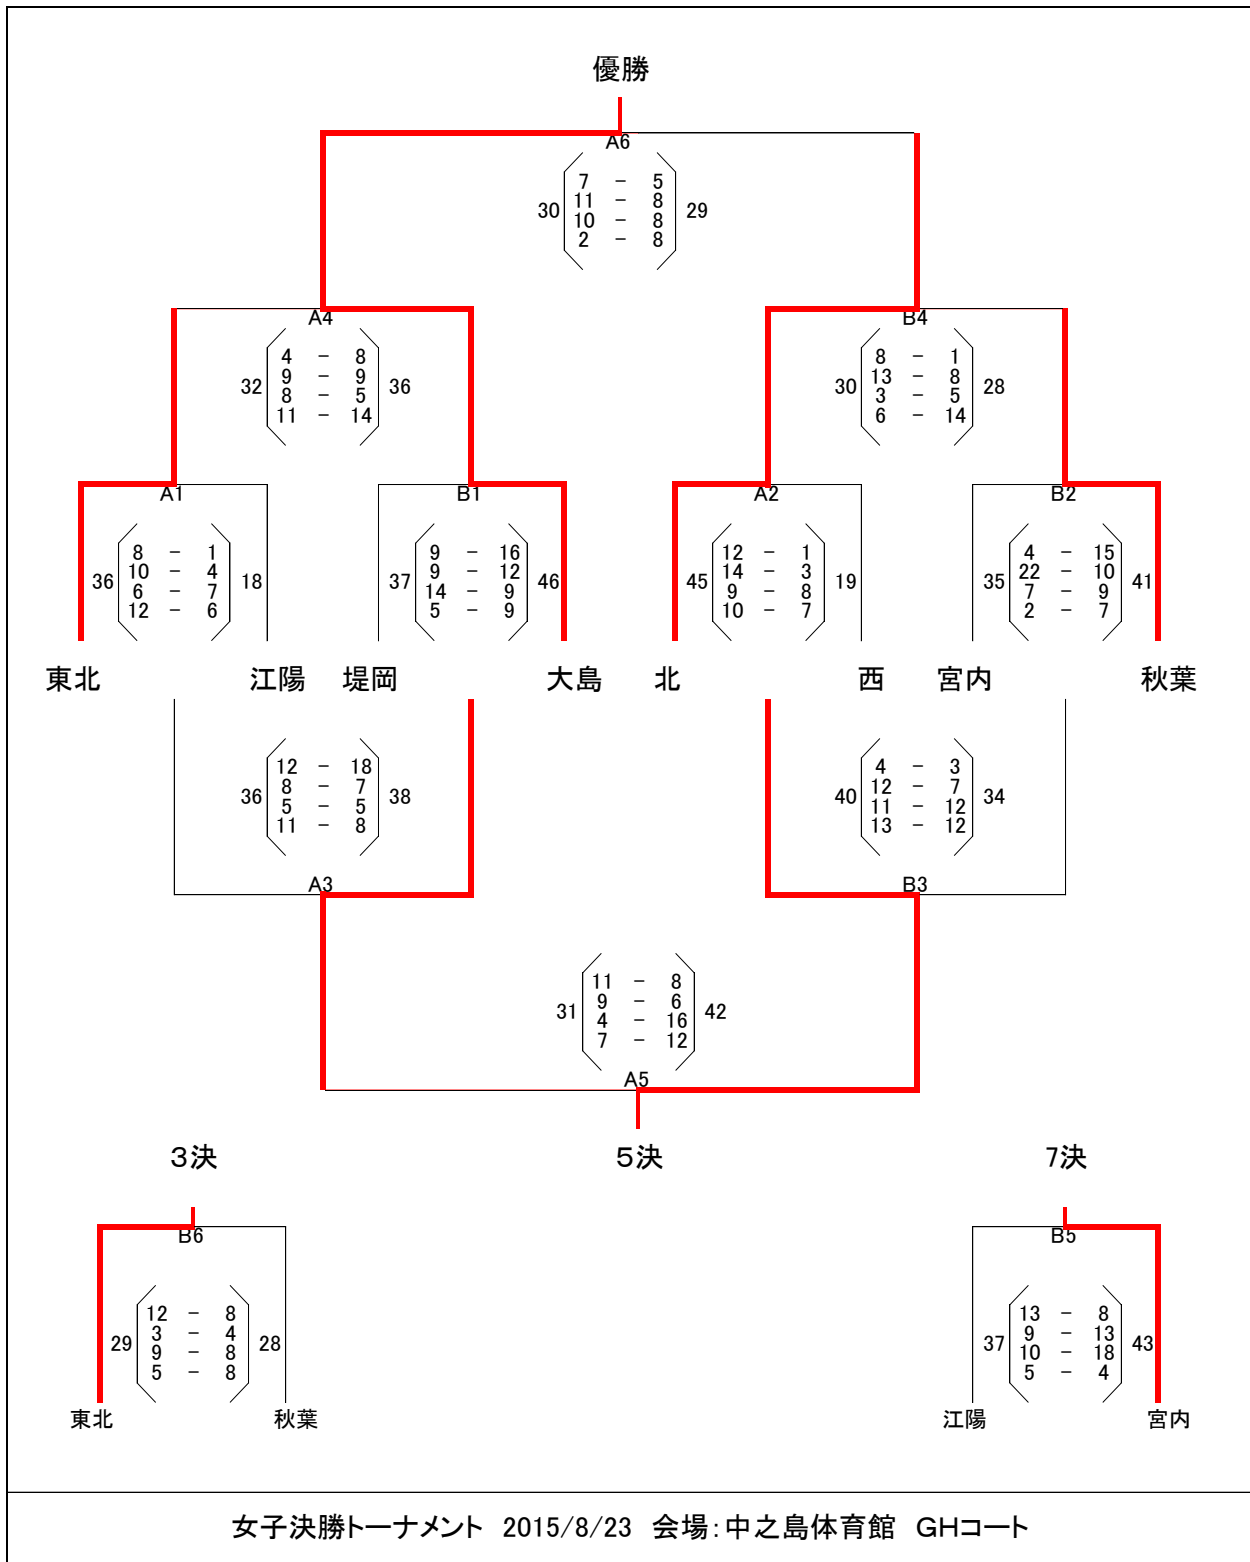 優勝
A6
7 - 5
11 - 8
30 10 - 8 29
2 - 8
A4 B4
4 - 8 8 - 1
9 - 9 13 - 8
32 8 - 5 36 30 3 - 5 28
11 - 14 6 - 14
A1 B1 A2 B2
8 - 1 9 - 16 12 - 1 4 - 15
10 - 4 9 - 12 14 - 3 22 - 10
36 6 - 7 18 37 14 - 9 46 45 9 - 8 19 35 7 - 9 41
12 - 6 5 - 9 10 - 7 2 - 7
東北 江陽 堤岡 大島 北 西 宮内 秋葉
12 - 18 4 - 3
8 - 7 12 - 7
36 5 - 5 38 40 11 - 12 34
11 - 8 13 - 12
A3 B3
11 - 8
9 - 6
31 4 - 16 42
7 - 12
A5
3決 5決 7決
B6 B5
12 - 8 13 - 8
3 - 4 9 - 13
29 9 - 8 28 37 10 - 18 43
5 - 8 5 - 4
東北 秋葉 江陽 宮内
女子決勝トーナメント 2015/8/23 会場:中之島体育館 GHコート